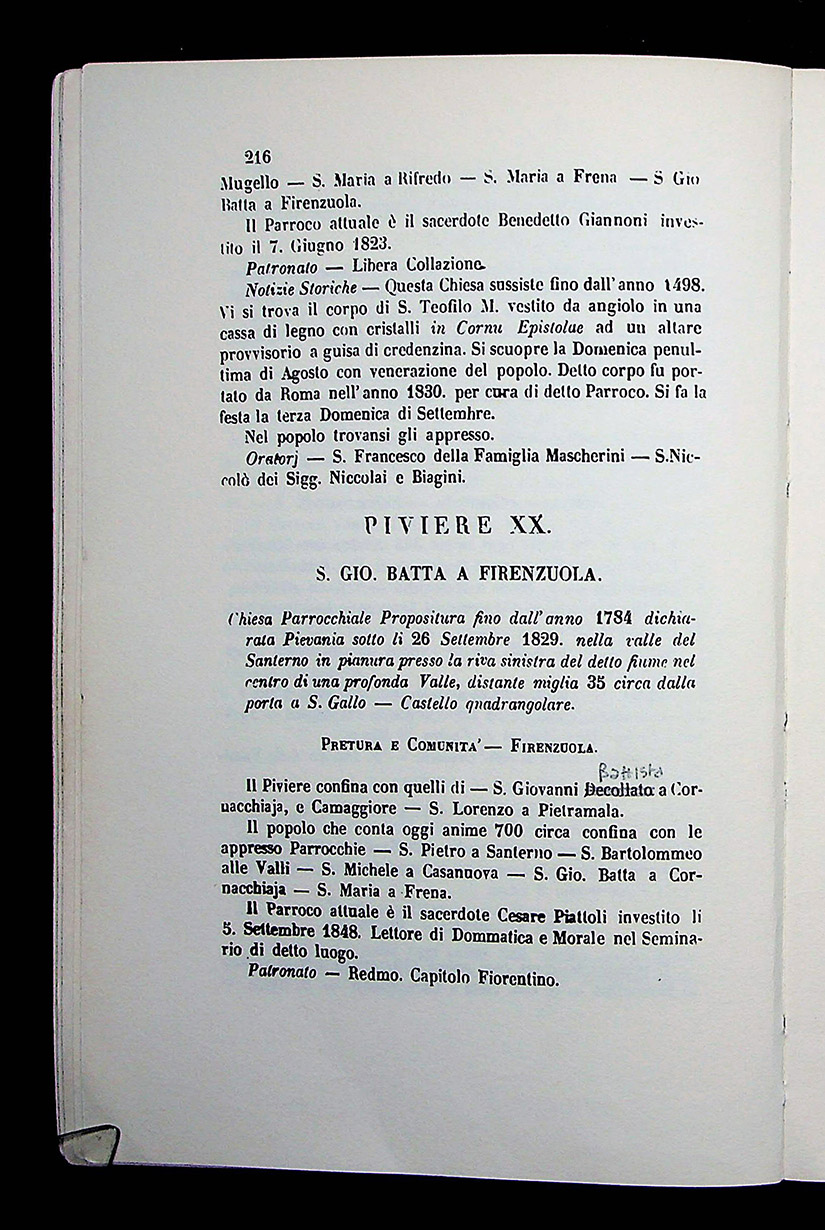 216
Mugello — S. Maria a Rifredo — S. Maria a Frena — S Gio
Batta a Firenzuola.
Il Parroco attuale è il sacerdote Benedetto Giannoni inves-
tito il 7. Giugno 1823.
Patronato — Libera Collazione.
Notizie Storiche — Questa Chiesa sussiste fino dall'anno 1498.
Vi si trova il corpo di S. Teofilo M. vestito da angiolo in una
cassa di legno con cristalli in Cornu Epistolae ad un altare
provvisorio a guisa di credenzina. Si scuopre la Domenica penul-
tima di Agosto con venerazione del popolo. Detto corpo fu por-
tato da Roma nell'anno 1830. per cura di detto Parroco. Si fa la
festa la terza Domenica di Settembre.
Nel popolo trovansi gli appresso.
Oratorj — S. Francesco della Famiglia Mascherini — S.Nic-
colò dei Sigg. Niccolai e Biagini.
PIVIERE XX.
S. GIO. BATTA A FIRENZUOLA.
Chiesa Parrocchiale Propositura fino dall'anno 1784 dichia-
rata Pievania sotto li 26 Settembre 1829. nella valle del
Santerno in pianura presso la riva sinistra del detto fiume nel
centro di una profonda Valle, distante miglia 35 circa dalla
porta a S. Gallo — Castello quadrangolare.
PRETURA E COMUNITA' — FIRENZUOLA.
Battista
Il Piviere confina con quelli di — S. Giovanni Decollato a Cor-
nacchiaja, e Camaggiore — S. Lorenzo a Pietramala.
Il popolo che conta oggi anime 700 circa confina con le
appresso Parrocchie — S. Pietro a Santerno — S. Bartolommeo
alle Valli — S. Michele a Casanuova — S. Gio. Batta a Cor-
nacchiaja — S. Maria a Frena.
Il Parroco attuale è il sacerdote Cesare Piattoli investito li
5. Settembre 1848. Lettore di Dommatica e Morale nel Semina-
rio di detto luogo.
Patronato — Redmo. Capitolo Fiorentino.